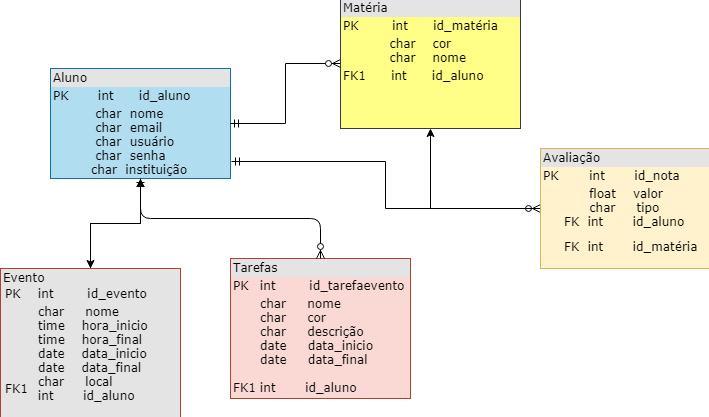 Matéria
PK int id_matéria
char cor
char nome
FK1 int id_aluno
Aluno
PK int id_aluno
char nome
char email
char usuário
char senha
char instituição
Avaliação
PK int id_nota
float valor
char tipo
FK int id_aluno
FK int id_matéria
Evento
PK int id_evento
char nome
time hora_inicio
time hora_final
date data_inicio
date data_final
char local
FK1 int id_aluno
Tarefas
PK int id_tarefaevento
char nome
char cor
char descrição
date data_inicio
date data_final
FK1 int id_aluno